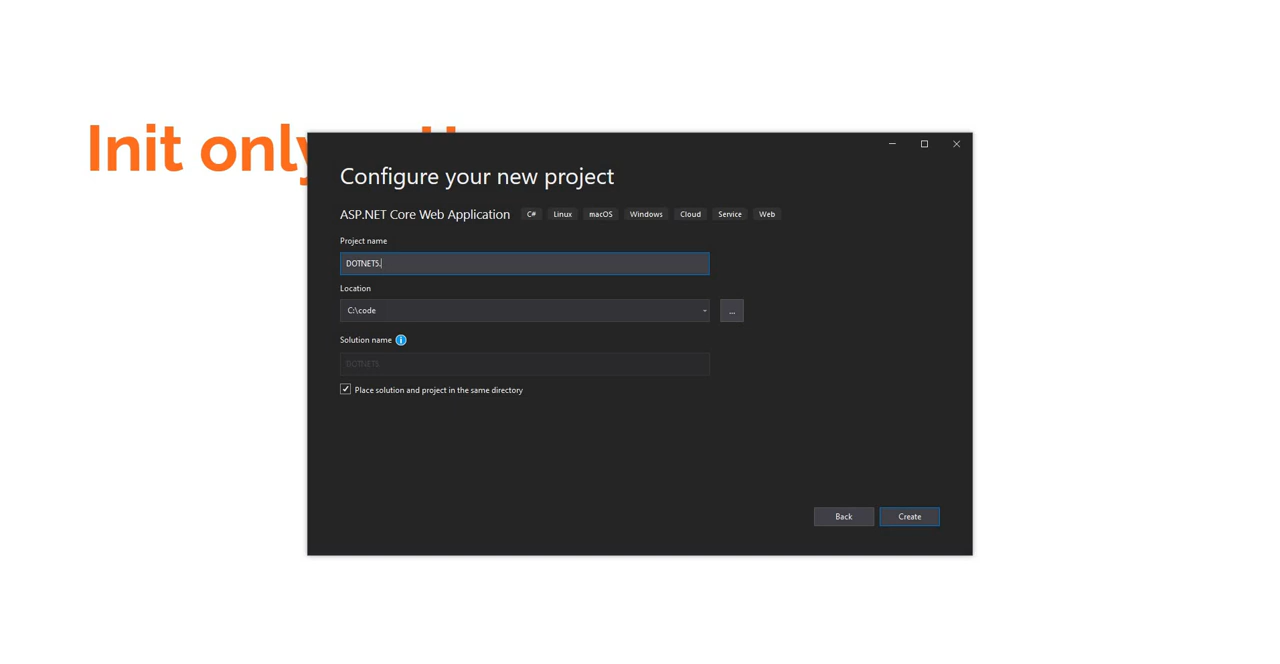 Init only
Configure your new project
ASP.NET Core Web Application C# Linux macOS Windows Cloud Service Web
Project name
DOTNET5.
Location
C:\code
...
Solution name
DOTNET5
Place solution and project in the same directory
Back Create